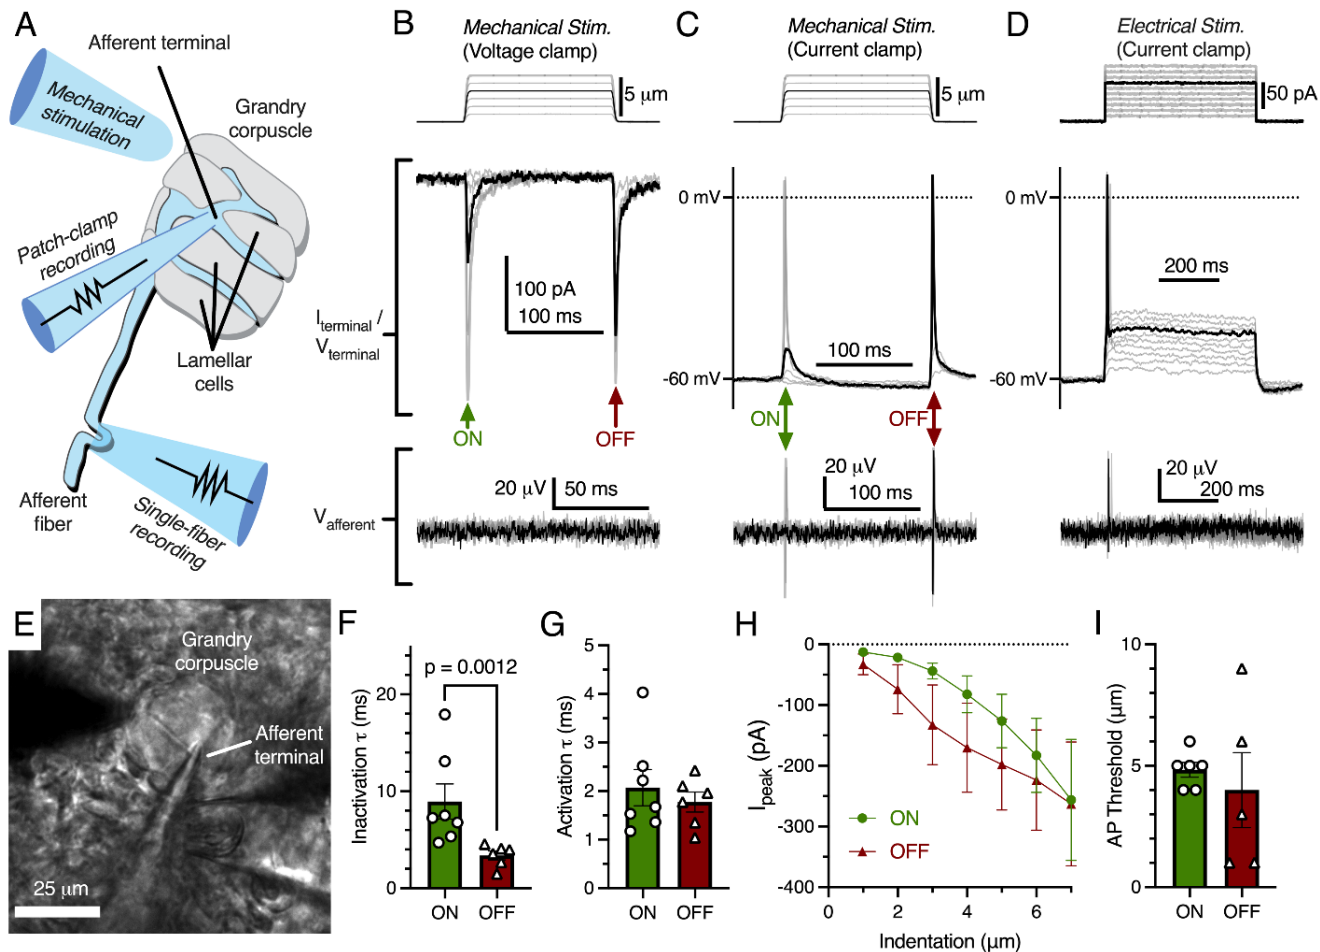 A
Afferent terminal
Mechanical
stimulation
Grandry
corpuscle
Patch-clamp
recording
Lamellar
cells
Afferent
fiber
Single-fiber
recording
B
Mechanical Stim.
(Voltage clamp)
5 μm
100 pA
100 ms
I terminal /
V terminal
ON
OFF
20 μV
50 ms
V afferent
C
Mechanical Stim.
(Current clamp)
5 μm
0 mV
100 ms
-60 mV
ON
OFF
20 μV
100 ms
D
Electrical Stim.
(Current clamp)
50 pA
0 mV
200 ms
-60 mV
20 μV
200 ms
E
Grandry
corpuscle
Afferent
terminal
25 μm
F
p = 0.0012
Inactivation τ (ms)
20
10
0
ON
OFF
G
Activation τ (ms)
5
4
3
2
1
0
ON
OFF
H
I peak (pA)
0
-100
-200
-300
-400
ON
OFF
0
2
4
6
Indentation (μm)
I
AP Threshold (μm)
10
5
0
ON
OFF